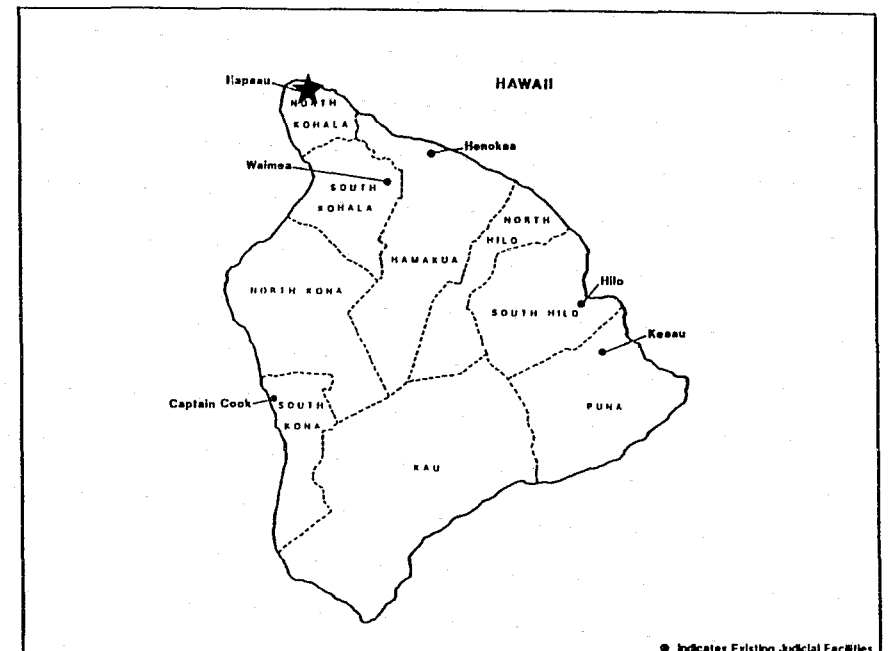 HAWAII
Hapaau
NORTH
KOHALA
Honokaa
Waimea
SOUTH
KOHALA
NORTH
HILO
HAMAKUA
NORTH KONA
Hilo
SOUTH HILO
Keaau
Captain Cook
SOUTH
KONA
PUNA
KAU
● Indicates Existing Judicial Facilities